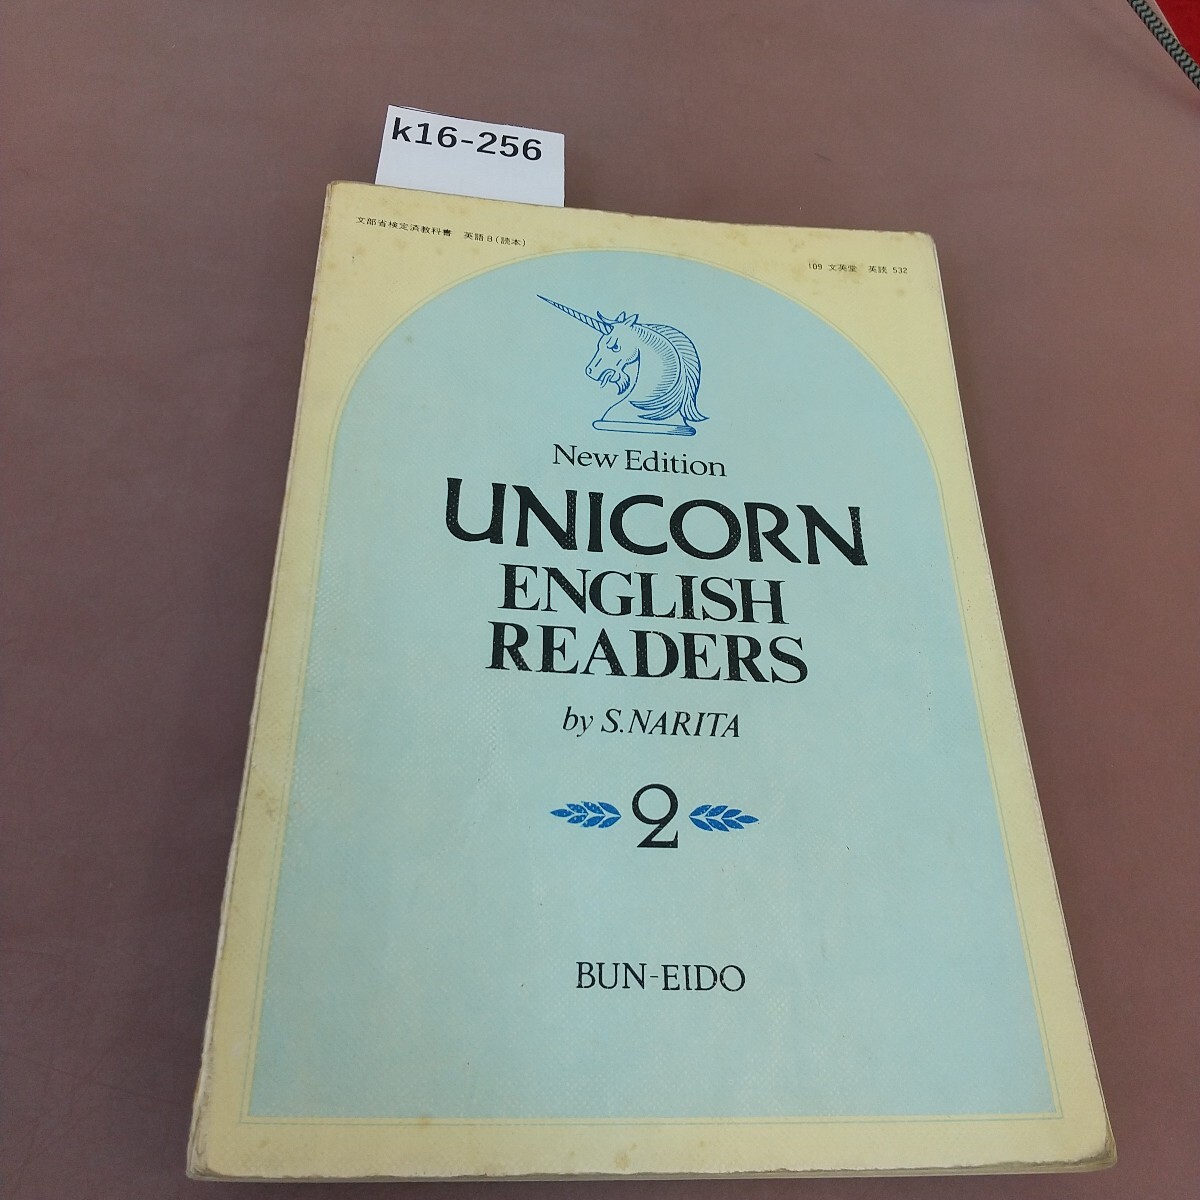 k16-256
文部省検定済教科書 英語B(読本)
109 文英堂 英読 532
New Edition
UNICORN
ENGLISH
READERS
by S.NARITA
2
BUN-EIDO